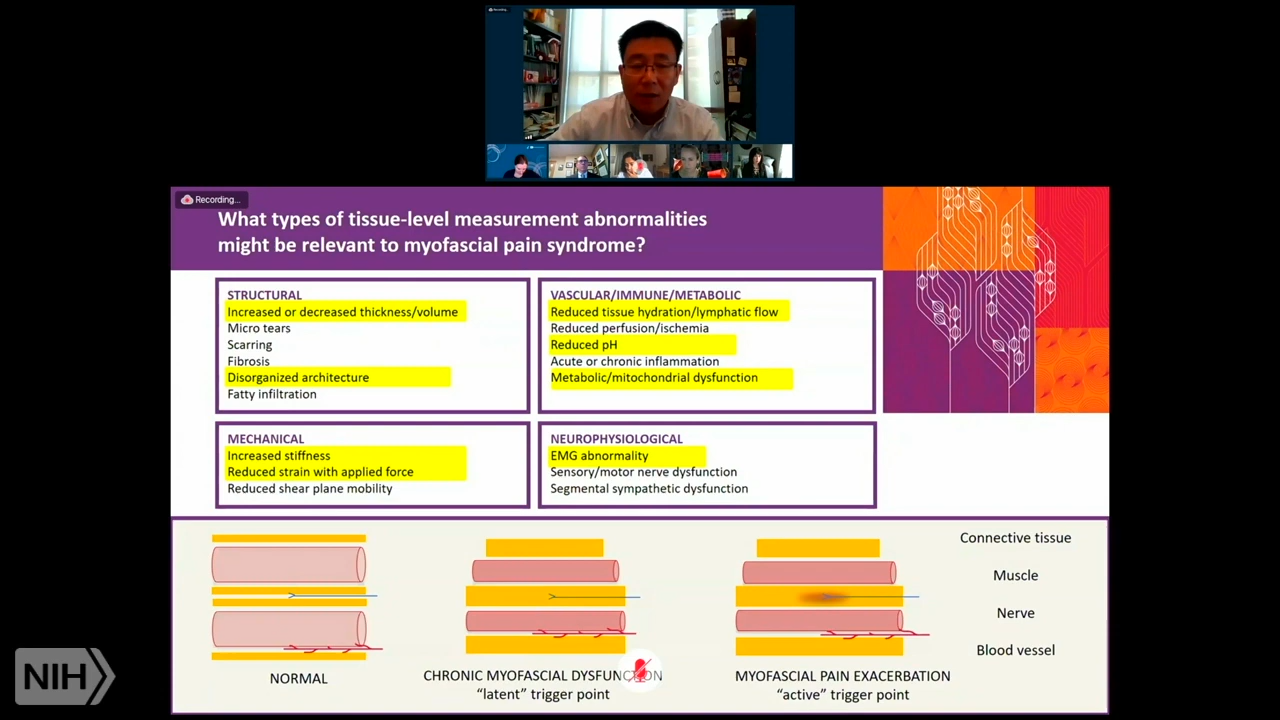 Recording...
What types of tissue-level measurement abnormalities
might be relevant to myofascial pain syndrome?
STRUCTURAL
Increased or decreased thickness/volume
Micro tears
Scarring
Fibrosis
Disorganized architecture
Fatty infiltration
VASCULAR/IMMUNE/METABOLIC
Reduced tissue hydration/lymphatic flow
Reduced perfusion/ischemia
Reduced pH
Acute or chronic inflammation
Metabolic/mitochondrial dysfunction
MECHANICAL
Increased stiffness
Reduced strain with applied force
Reduced shear plane mobility
NEUROPHYSIOLOGICAL
EMG abnormality
Sensory/motor nerve dysfunction
Segmental sympathetic dysfunction
Connective tissue
Muscle
Nerve
Blood vessel
NORMAL
CHRONIC MYOFASCIAL DYSFUNCTION
"latent" trigger point
MYOFASCIAL PAIN EXACERBATION
"active" trigger point
NIH